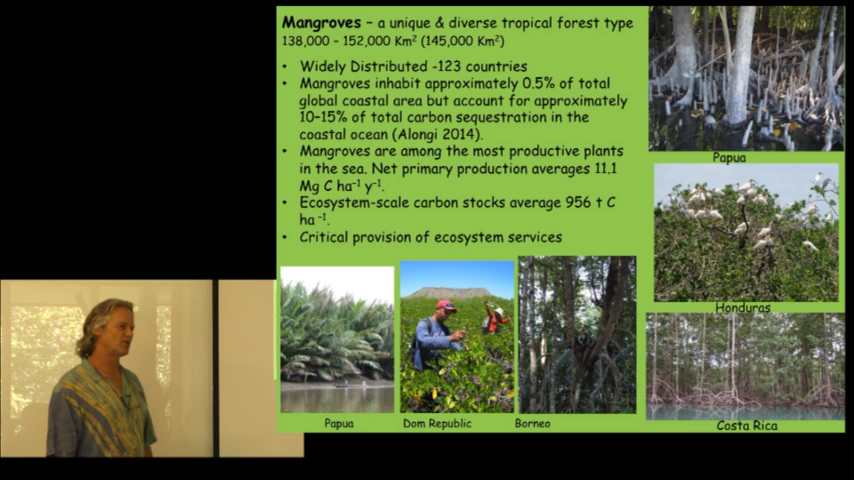 Mangroves – a unique & diverse tropical forest type
138,000 – 152,000 Km² (145,000 Km²)
• Widely Distributed -123 countries
• Mangroves inhabit approximately 0.5% of total
global coastal area but account for approximately
10–15% of total carbon sequestration in the
coastal ocean (Alongi 2014).
• Mangroves are among the most productive plants
in the sea. Net primary production averages 11.1
Mg C ha⁻¹ y⁻¹.
• Ecosystem-scale carbon stocks average 956 t C
ha ⁻¹.
• Critical provision of ecosystem services
Papua
Honduras
Papua
Dom Republic
Borneo
Costa Rica